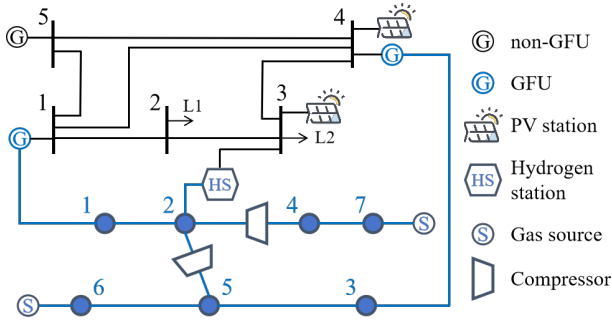 5
4
G
G
non-GFU
G
G
GFU
1
2
L1
3
PV station
G
L2
HS
HS
Hydrogen
station
1
2
4
7
S
S
Gas source
6
5
3
S
Compressor